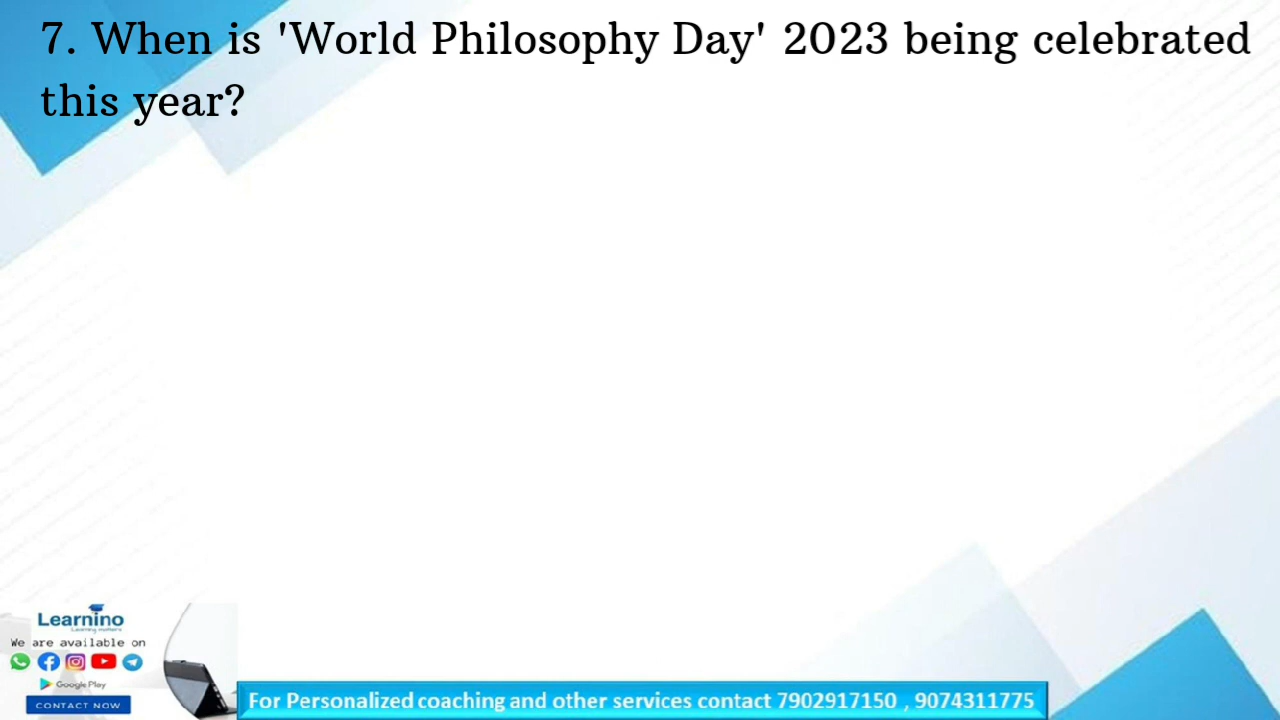 7. When is 'World Philosophy Day' 2023 being celebrated
this year?
Learnino
We are available on
Google Play
CONTACT NOW
For Personalized coaching and other services contact 7902917150 , 9074311775